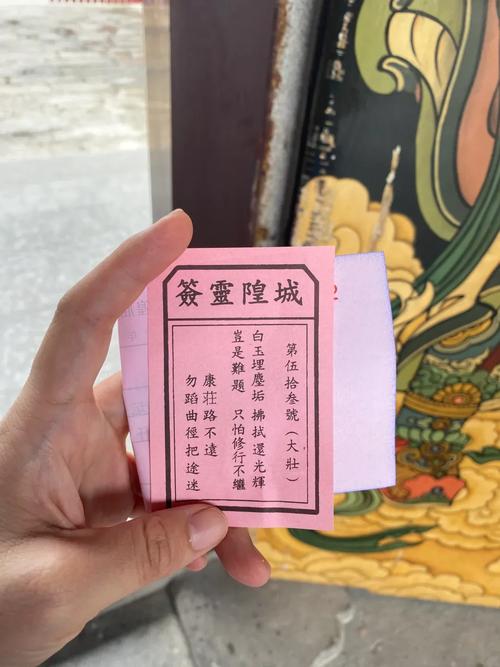 城隍靈簽
第伍拾叁號（大壯）
白玉埋塵垢 拂拭還光輝
豈是難題 只怕修行不繼
康莊路不遠
勿蹈曲徑把途迷